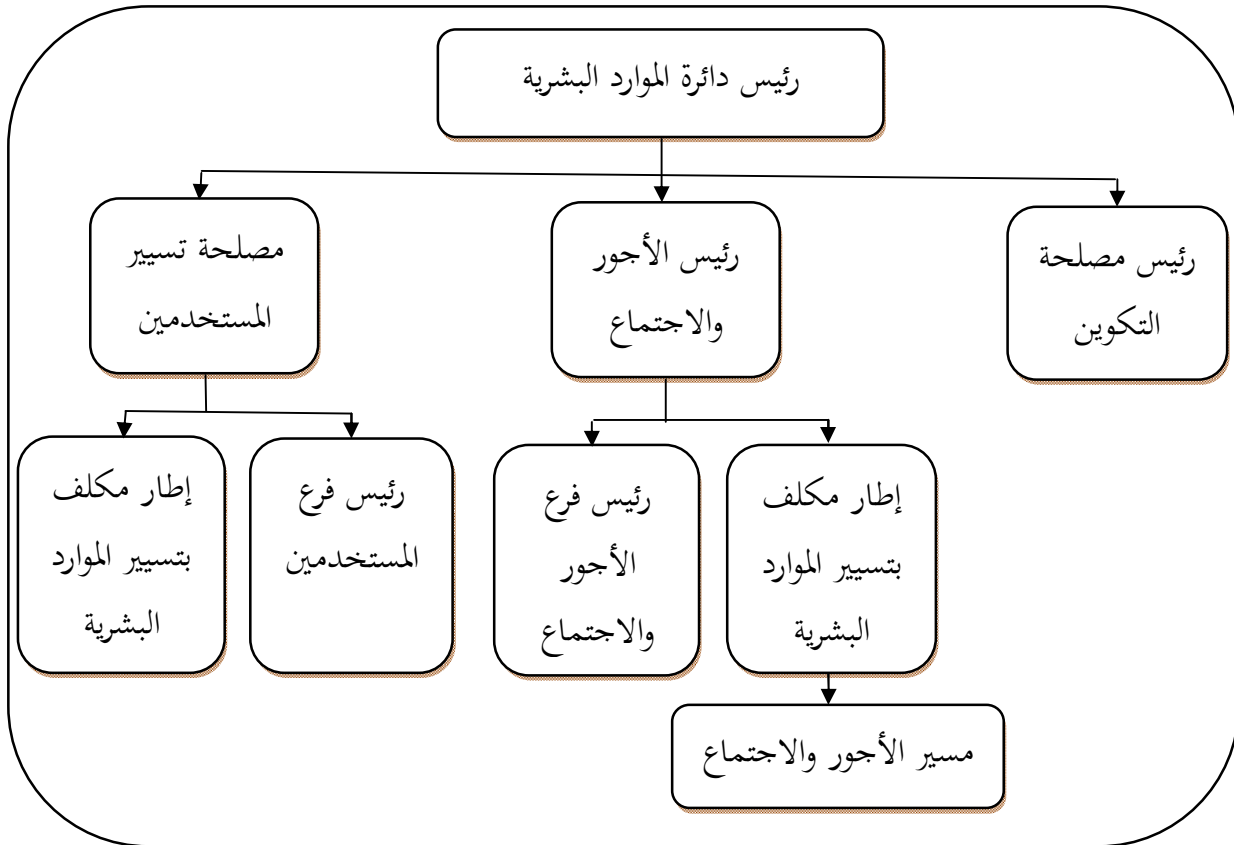 رئيس دائرة الموارد البشرية
رئيس مصلحة
التكوين
رئيس الأجور
والاجتماع
مصلحة تسيير
المستخدمين
إطار مكلف
بتسيير الموارد
البشرية
رئيس فرع
الأجور
والاجتماع
رئيس فرع
المستخدمين
إطار مكلف
بتسيير الموارد
البشرية
مسير الأجور والاجتماع